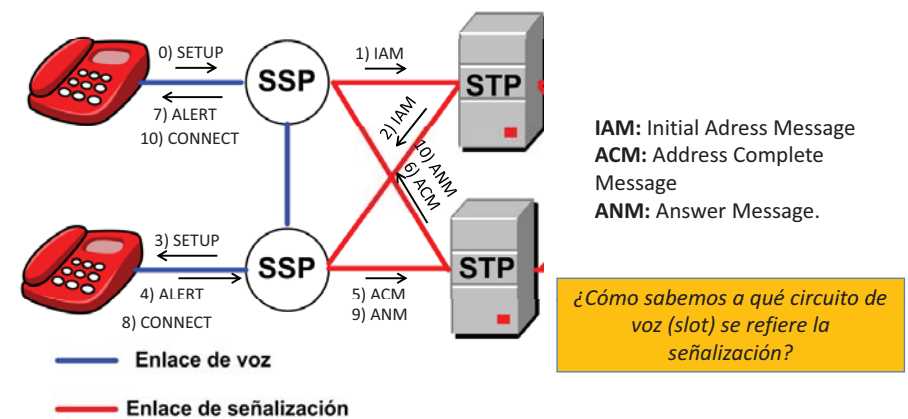 0) SETUP
SSP
1) IAM
STP
7) ALERT
10) CONNECT
2) IAM
10) ANM
6) ACM
IAM: Initial Adress Message
ACM: Address Complete
Message
ANM: Answer Message.
3) SETUP
SSP
STP
4) ALERT
8) CONNECT
5) ACM
9) ANM
¿Cómo sabemos a qué circuito de
voz (slot) se refiere la
señalización?
Enlace de voz
Enlace de señalización